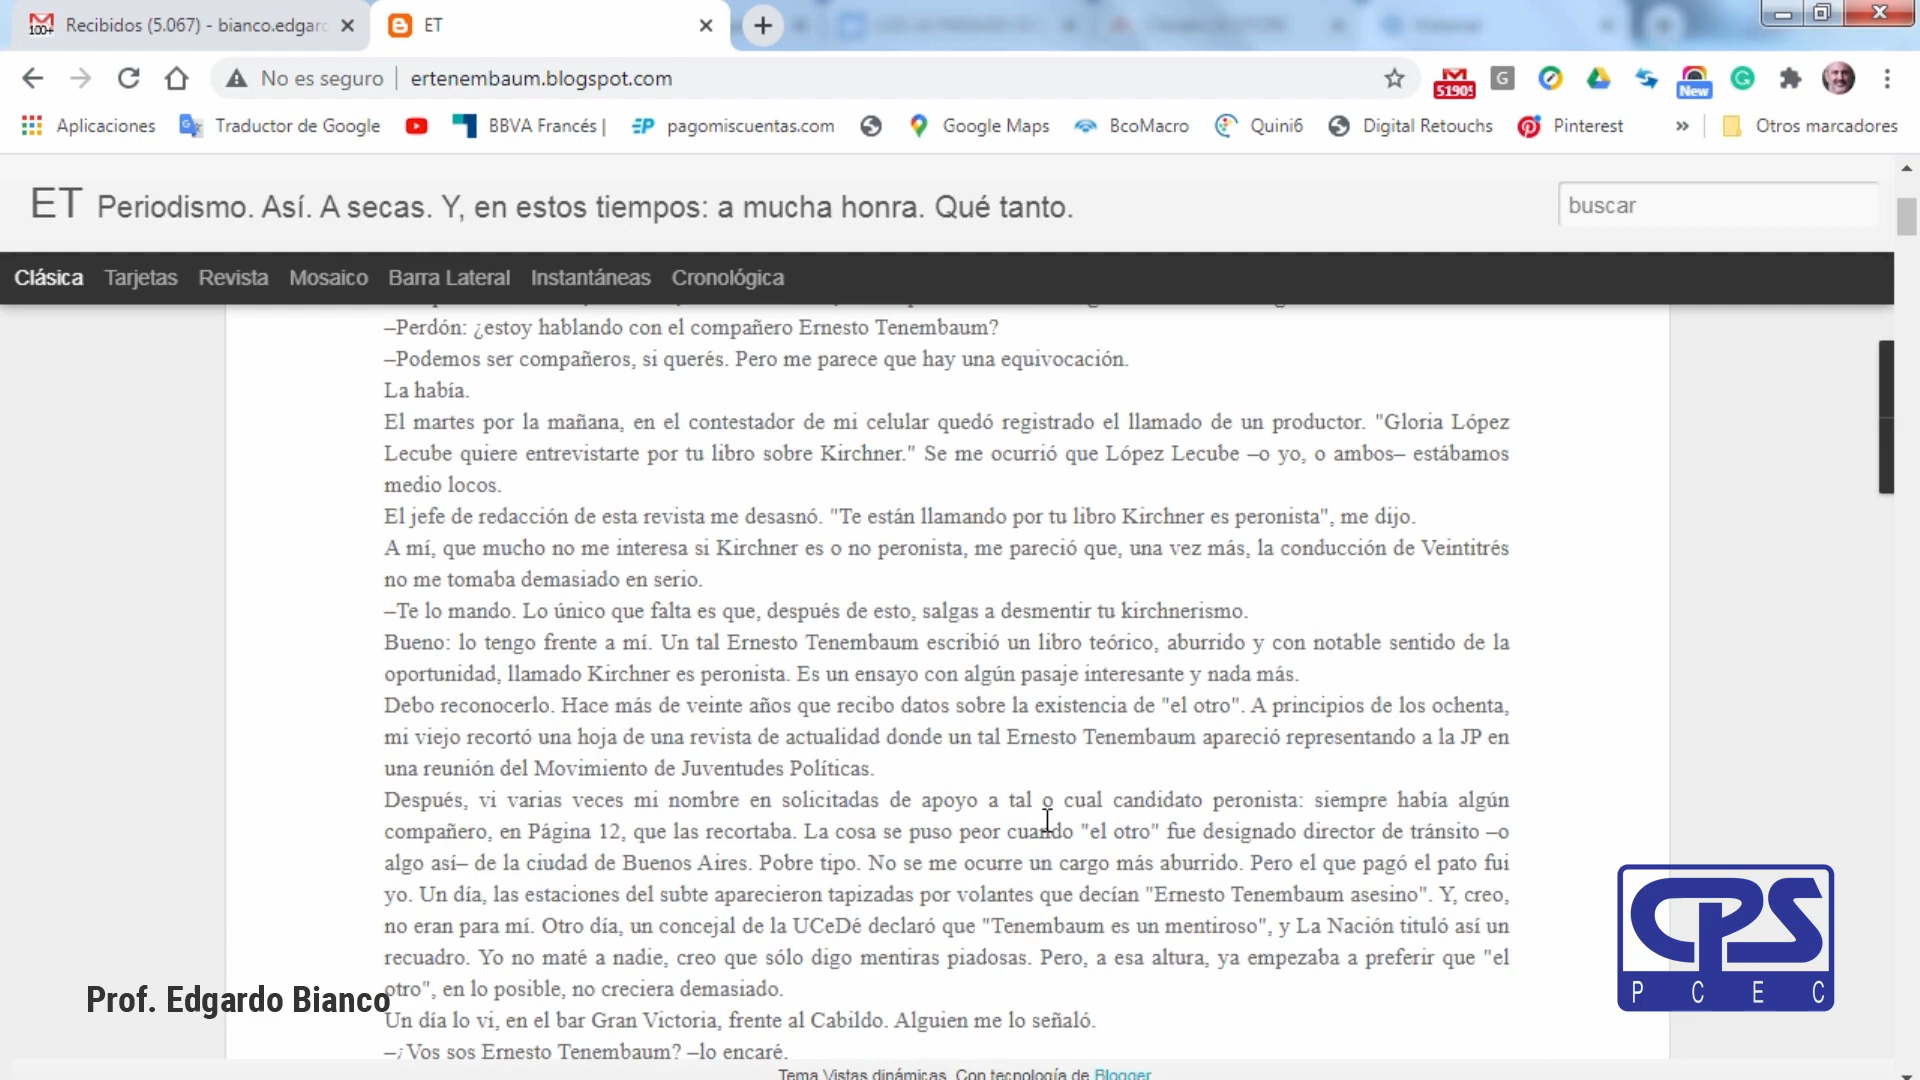 Recibidos (5.067) - bianco.edgar
ET
No es seguro
ertenembaum.blogspot.com
51905
G
New
Aplicaciones
Traductor de Google
BBVA Francés |
pagomiscuentas.com
Google Maps
BcoMacro
Quini6
Digital Retouchs
Pinterest
»
Otros marcadores
ET Periodismo. Así. A secas. Y, en estos tiempos: a mucha honra. Qué tanto.
buscar
Clásica Tarjetas Revista Mosaico Barra Lateral Instantáneas Cronológica
–Perdón: ¿estoy hablando con el compañero Ernesto Tenembaum?
–Podemos ser compañeros, si querés. Pero me parece que hay una equivocación.
La había.
El martes por la mañana, en el contestador de mi celular quedó registrado el llamado de un productor. "Gloria López
Lecube quiere entrevistarte por tu libro sobre Kirchner." Se me ocurrió que López Lecube –o yo, o ambos– estábamos
medio locos.
El jefe de redacción de esta revista me desasnó. "Te están llamando por tu libro Kirchner es peronista", me dijo.
A mí, que mucho no me interesa si Kirchner es o no peronista, me pareció que, una vez más, la conducción de Veintitrés
no me tomaba demasiado en serio.
–Te lo mando. Lo único que falta es que, después de esto, salgas a desmentir tu kirchnerismo.
Bueno: lo tengo frente a mí. Un tal Ernesto Tenembaum escribió un libro teórico, aburrido y con notable sentido de la
oportunidad, llamado Kirchner es peronista. Es un ensayo con algún pasaje interesante y nada más.
Debo reconocerlo. Hace más de veinte años que recibo datos sobre la existencia de "el otro". A principios de los ochenta,
mi viejo recortó una hoja de una revista de actualidad donde un tal Ernesto Tenembaum apareció representando a la JP en
una reunión del Movimiento de Juventudes Políticas.
Después, vi varias veces mi nombre en solicitadas de apoyo a tal o cual candidato peronista: siempre había algún
compañero, en Página 12, que las recortaba. La cosa se puso peor cuando "el otro" fue designado director de tránsito –o
algo así– de la ciudad de Buenos Aires. Pobre tipo. No se me ocurre un cargo más aburrido. Pero el que pagó el pato fui
yo. Un día, las estaciones del subte aparecieron tapizadas por volantes que decían "Ernesto Tenembaum asesino". Y, creo,
no eran para mí. Otro día, un concejal de la UCeDé declaró que "Tenembaum es un mentiroso", y La Nación tituló así un
recuadro. Yo no maté a nadie, creo que sólo digo mentiras piadosas. Pero, a esa altura, ya empezaba a preferir que "el
otro", en lo posible, no creciera demasiado.
Un día lo vi, en el bar Gran Victoria, frente al Cabildo. Alguien me lo señaló.
–¿Vos sos Ernesto Tenembaum? –lo encaré.
Tema Vistas dinámicas. Con tecnología de Blogger
Prof. Edgardo Bianco
CPS
P C E C